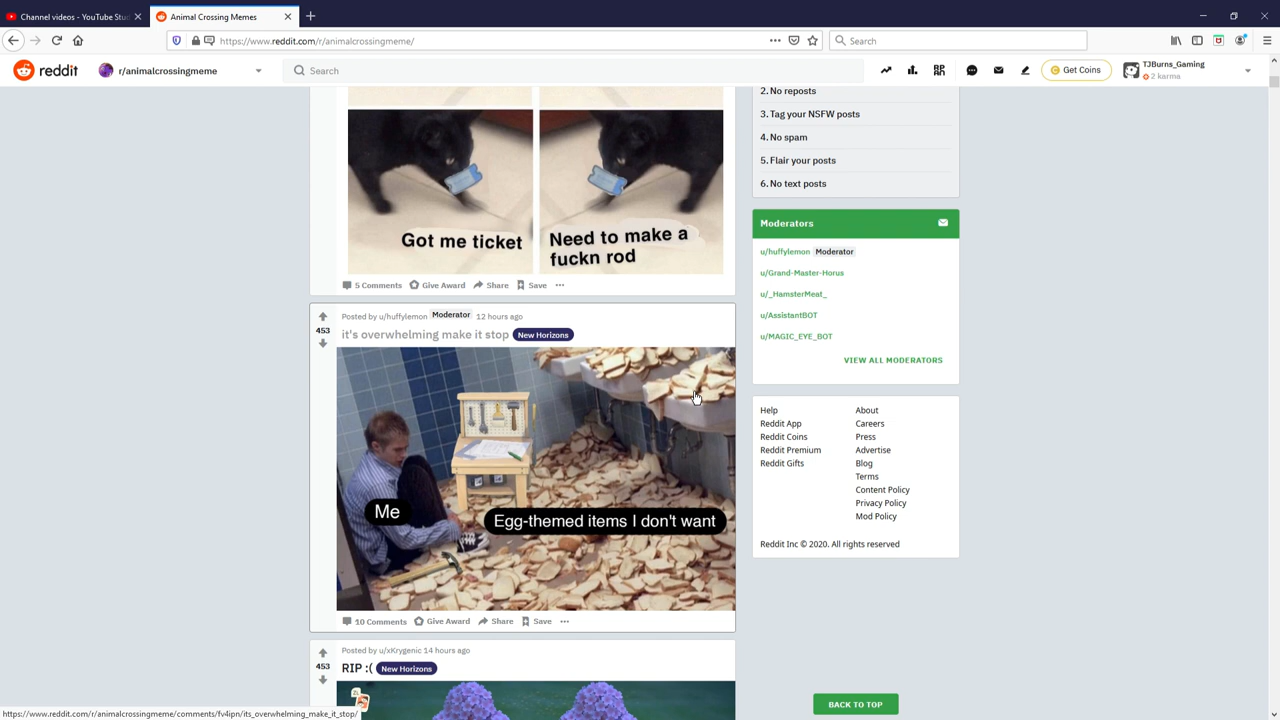 Channel videos - YouTube Stud
Animal Crossing Memes
https://www.reddit.com/r/animalcrossingmeme/
Search
reddit
r/animalcrossingmeme
Search
Get Coins
TJBurns_Gaming
2 karma
Got me ticket
Need to make a
fuckn rod
5 Comments Give Award Share Save
Posted by u/huffylemon Moderator 12 hours ago
453
it's overwhelming make it stop New Horizons
Me
Egg-themed items I don't want
10 Comments Give Award Share Save
Posted by u/xKrygenic 14 hours ago
453
RIP :( New Horizons
2. No reposts
3. Tag your NSFW posts
4. No spam
5. Flair your posts
6. No text posts
Moderators
u/huffylemon Moderator
u/Grand-Master-Horus
u/_HamsterMeat_
u/AssistantBOT
u/MAGIC_EYE_BOT
VIEW ALL MODERATORS
Help
Reddit App
Reddit Coins
Reddit Premium
Reddit Gifts
About
Careers
Press
Advertise
Blog
Terms
Content Policy
Privacy Policy
Mod Policy
Reddit Inc © 2020. All rights reserved
BACK TO TOP
https://www.reddit.com/r/animalcrossingmeme/comments/fv4ipn/its_overwhelming_make_it_stop/